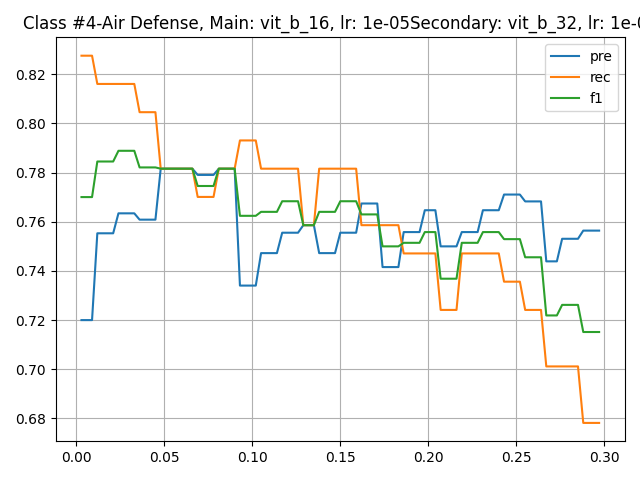 Class #4-Air Defense, Main: vit_b_16, lr: 1e-05Secondary: vit_b_32, lr: 1e-0
pre
rec
f1
0.82
0.80
0.78
0.76
0.74
0.72
0.70
0.68
0.00 0.05 0.10 0.15 0.20 0.25 0.30